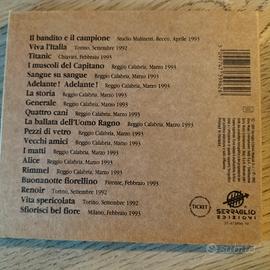 Il bandito e il campione Studio Mulinetti, Recco, Aprile 1993
Viva l'Italia Torino, Settembre 1992
Titanic Chiavari, Febbraio 1993
I muscoli del Capitano Reggio Calabria, Marzo 1993
Sangue su sangue Reggio Calabria, Marzo 1993
Adelante! Adelante! Reggio Calabria, Marzo 1993
La storia Reggio Calabria, Marzo 1993
Generale Reggio Calabria, Marzo 1993
Quattro cani Reggio Calabria, Marzo 1993
La ballata dell'Uomo Ragno Reggio Calabria, Marzo 1993
Pezzi di vetro Reggio Calabria, Marzo 1993
Vecchi amici Reggio Calabria, Marzo 1993
I matti Reggio Calabria, Marzo 1993
Alice Reggio Calabria, Marzo 1993
Rimmel Reggio Calabria, Marzo 1993
Buonanotte fiorellino Firenze, Febbraio 1993
Renoir Torino, Settembre 1992
Vita spericolata Torino, Settembre 1992
Sfiorisci bel fiore Milano, Febbraio 1993
TICKET
SERRAGLIO
EDIZIONI